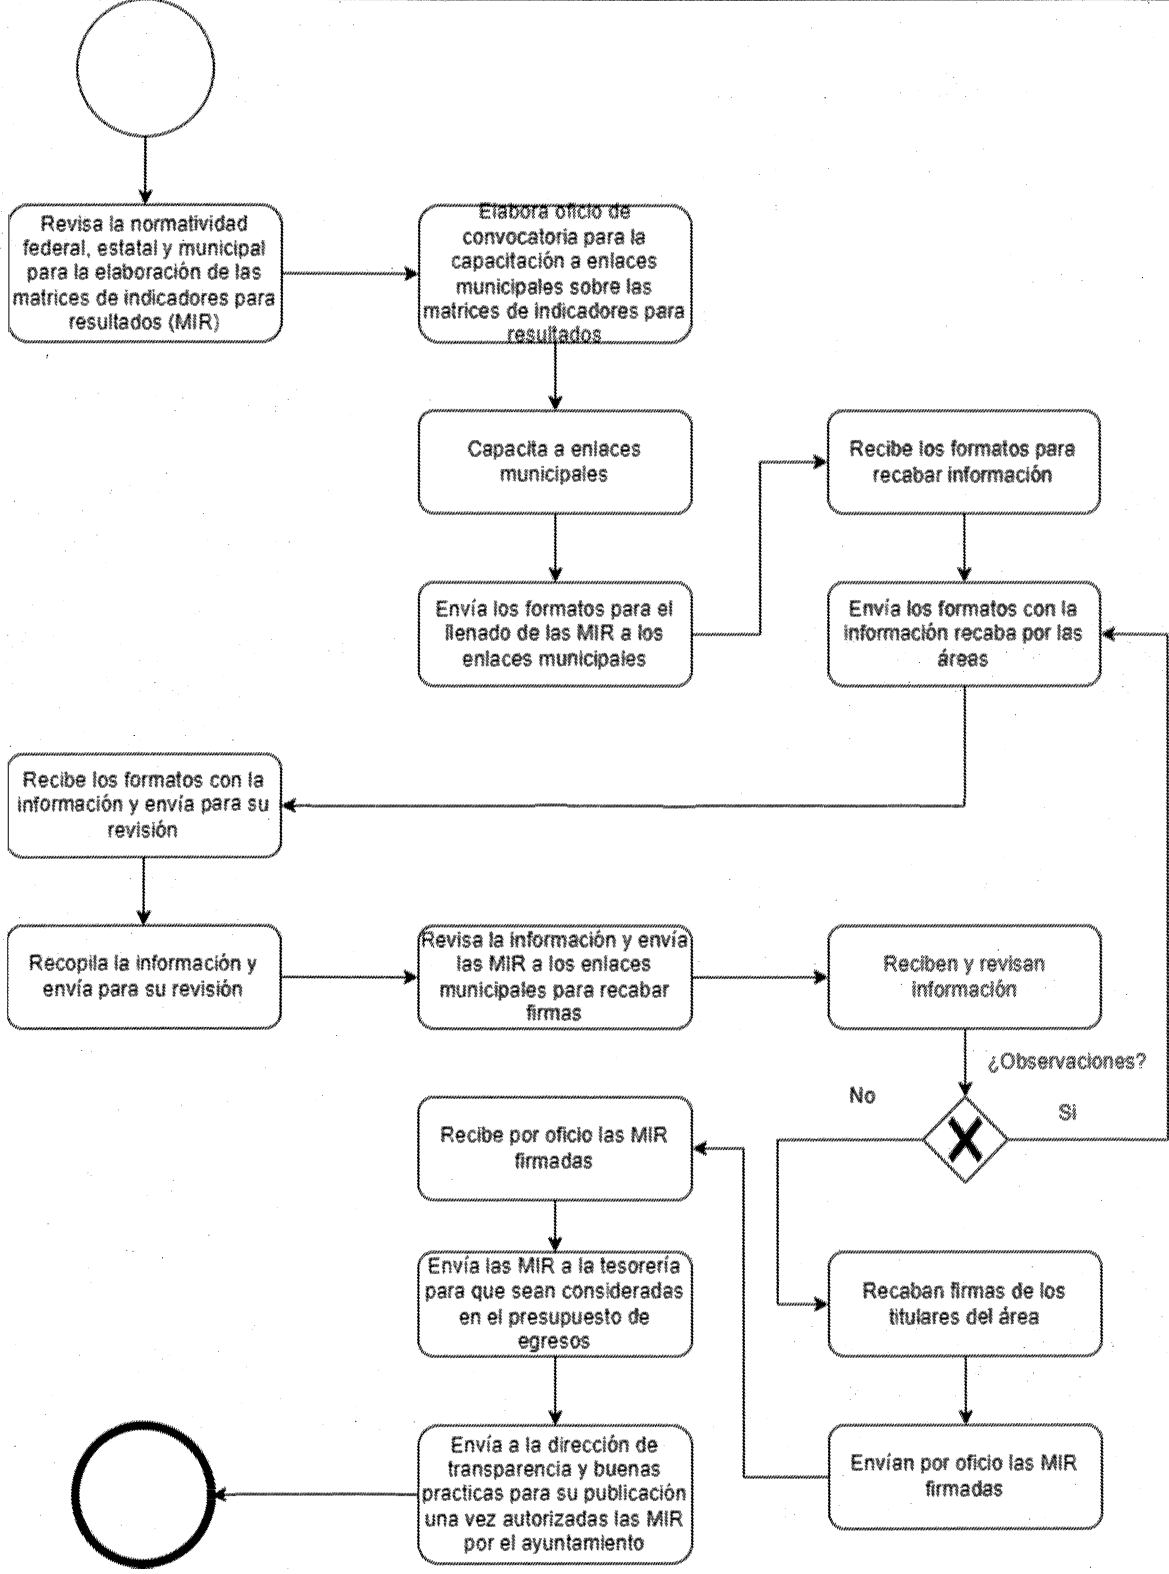 Revisa la normatividad
federal, estatal y municipal
para la elaboración de las
matrices de indicadores para
resultados (MIR)
Elabora oficio de
convocatoria para la
capacitación a enlaces
municipales sobre las
matrices de indicadores para
resultados
Capacita a enlaces
municipales
Recibe los formatos para
recabar información
Envía los formatos para el
llenado de las MIR a los
enlaces municipales
Envía los formatos con la
información recaba por las
áreas
Recibe los formatos con la
información y envía para su
revisión
Recopila la información y
envía para su revisión
Revisa la información y envía
las MIR a los enlaces
municipales para recabar
firmas
Reciben y revisan
información
¿Observaciones?
No
Si
Recibe por oficio las MIR
firmadas
Envía las MIR a la tesorería
para que sean consideradas
en el presupuesto de
egresos
Recaban firmas de los
titulares del área
Envía a la dirección de
transparencia y buenas
practicas para su publicación
una vez autorizadas las MIR
por el ayuntamiento
Envían por oficio las MIR
firmadas